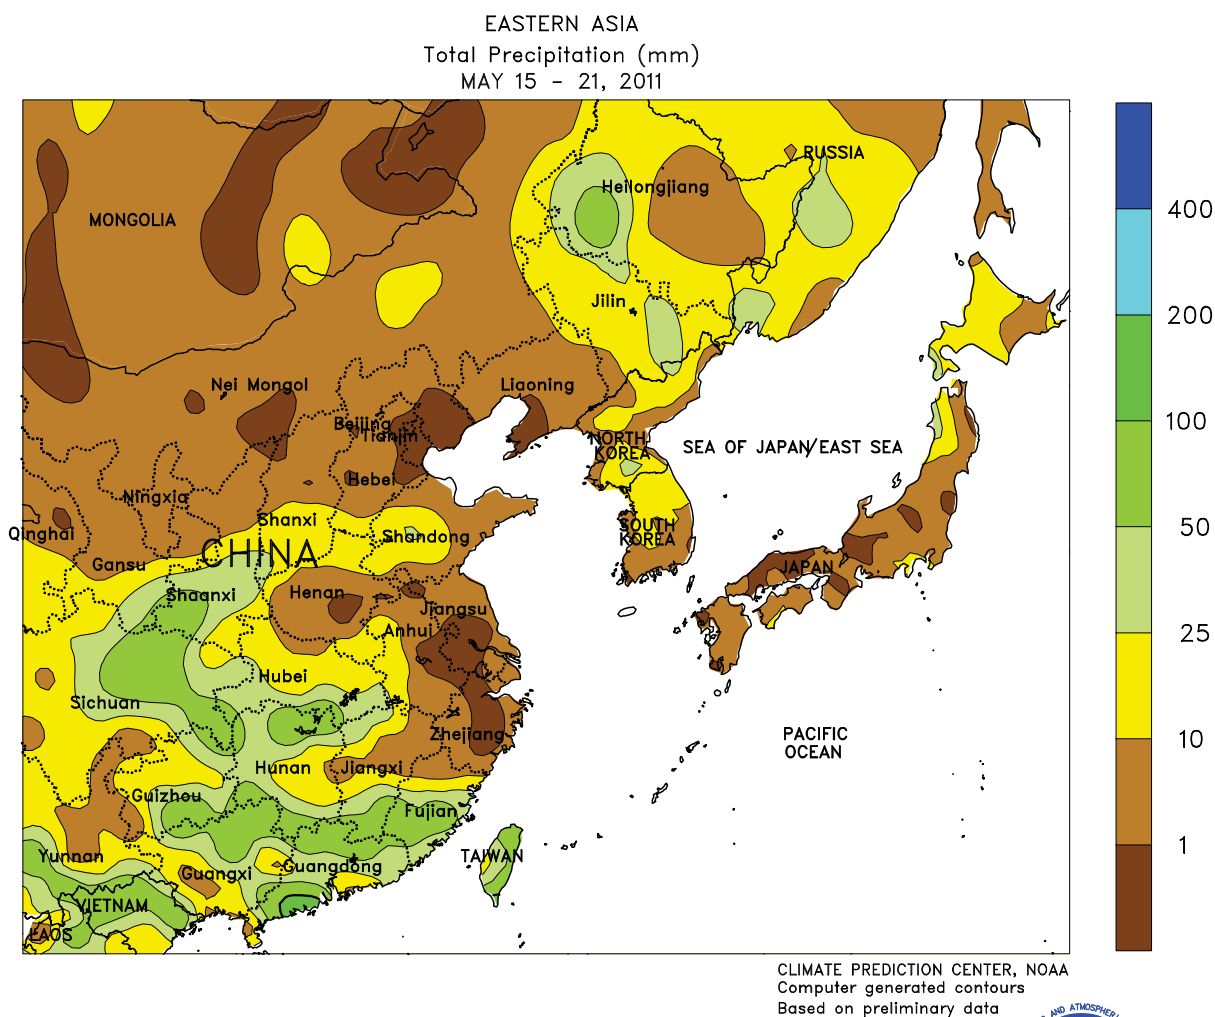 EASTERN ASIA
Total Precipitation (mm)
MAY 15 - 21, 2011
RUSSIA
Heilongjiang
MONGOLIA
400
Jilin
200
Nei Mongol
Liaoning
100
Beijing
Tianjin
NORTH
KOREA
SEA OF JAPAN/EAST SEA
Hebei
Ningxia
Shanxi
50
Qinghai
SOUTH
KOREA
Shandong
CHINA
Gansu
JAPAN
Shaanxi
Henan
Jiangsu
Anhui
25
Hubei
Sichuan
Zhejiang
PACIFIC
OCEAN
10
Hunan
Jiangxi
Guizhou
Fujian
1
Yunnan
TAIWAN
Guangxi
Guangdong
VIETNAM
LAOS
CLIMATE PREDICTION CENTER, NOAA
Computer generated contours
Based on preliminary data
AND ATMOSPHER